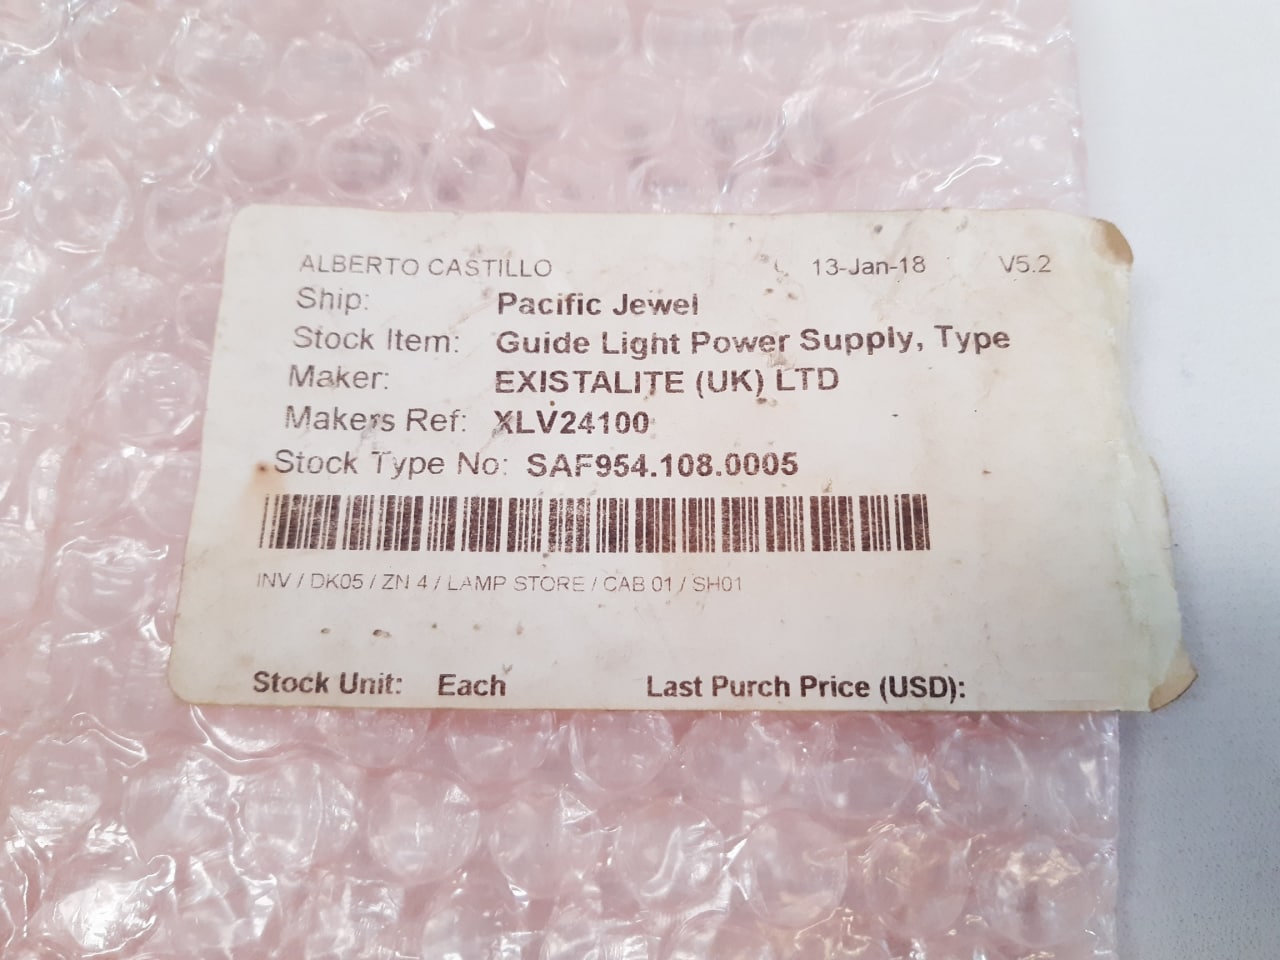 ALBERTO CASTILLO 13-Jan-18 V5.2
Ship: Pacific Jewel
Stock Item: Guide Light Power Supply, Type
Maker: EXISTALITE (UK) LTD
Makers Ref: XLV24100
Stock Type No: SAF954.108.0005
INV / DK05 / ZN 4 / LAMP STORE / CAB 01 / SH01
Stock Unit: Each Last Purch Price (USD):